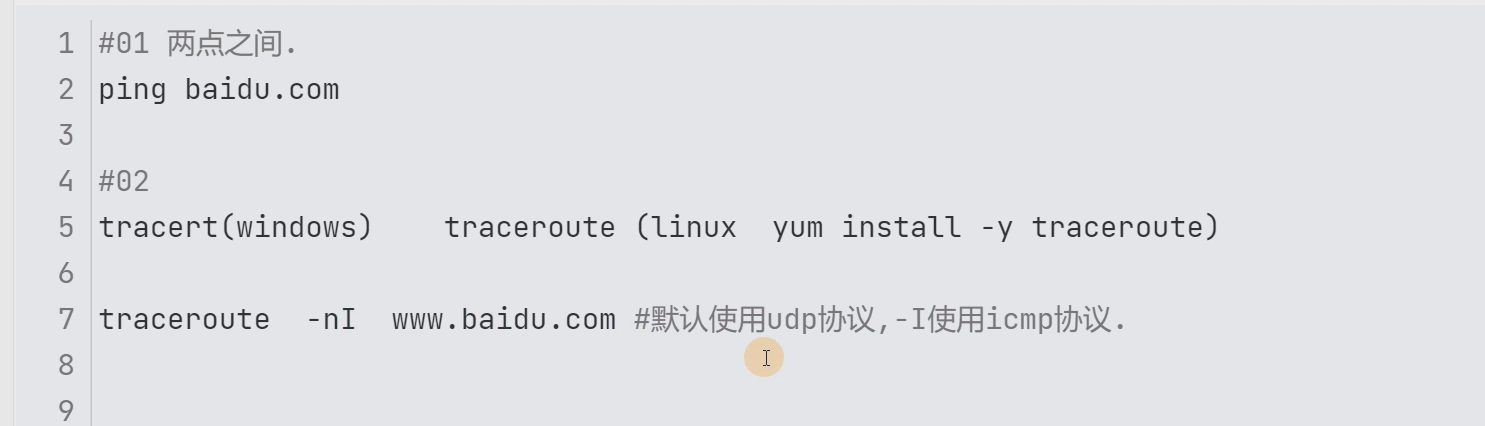 1 #01 两点之间.
2 ping baidu.com
3
4 #02
5 tracert(windows)    traceroute (linux  yum install -y traceroute)
6
7 traceroute  -nI  www.baidu.com #默认使用udp协议,-I使用icmp协议.
8
9